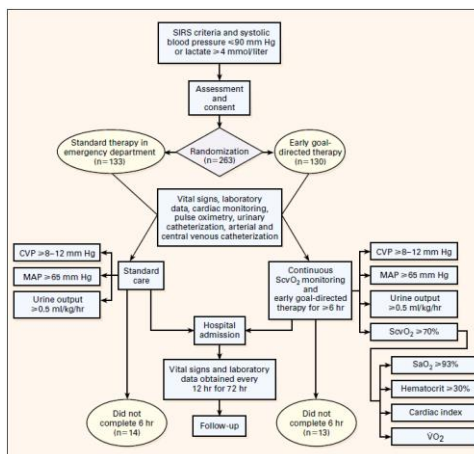 SIRS criteria and systolic
blood pressure ≤90 mm Hg
or lactate ≥4 mmol/liter
Assessment
and
consent
Standard therapy in
emergency department
(n=133)
Randomization
(n=263)
Early goal-
directed therapy
(n=130)
Vital signs, laboratory
data, cardiac monitoring,
pulse oximetry, urinary
catheterization, arterial and
central venous catheterization
CVP ≥8–12 mm Hg
MAP ≥65 mm Hg
Urine output
≥0.5 ml/kg/hr
Standard
care
Continuous
ScvO₂ monitoring
and
early goal-directed
therapy for ≥6 hr
CVP ≥8–12 mm Hg
MAP ≥65 mm Hg
Urine output
≥0.5 ml/kg/hr
ScvO₂ ≥70%
SaO₂ ≥93%
Hematocrit ≥30%
Cardiac index
V̇O₂
Hospital
admission
Vital signs and laboratory
data obtained every
12 hr for 72 hr
Follow-up
Did not
complete 6 hr
(n=14)
Did not
complete 6 hr
(n=13)